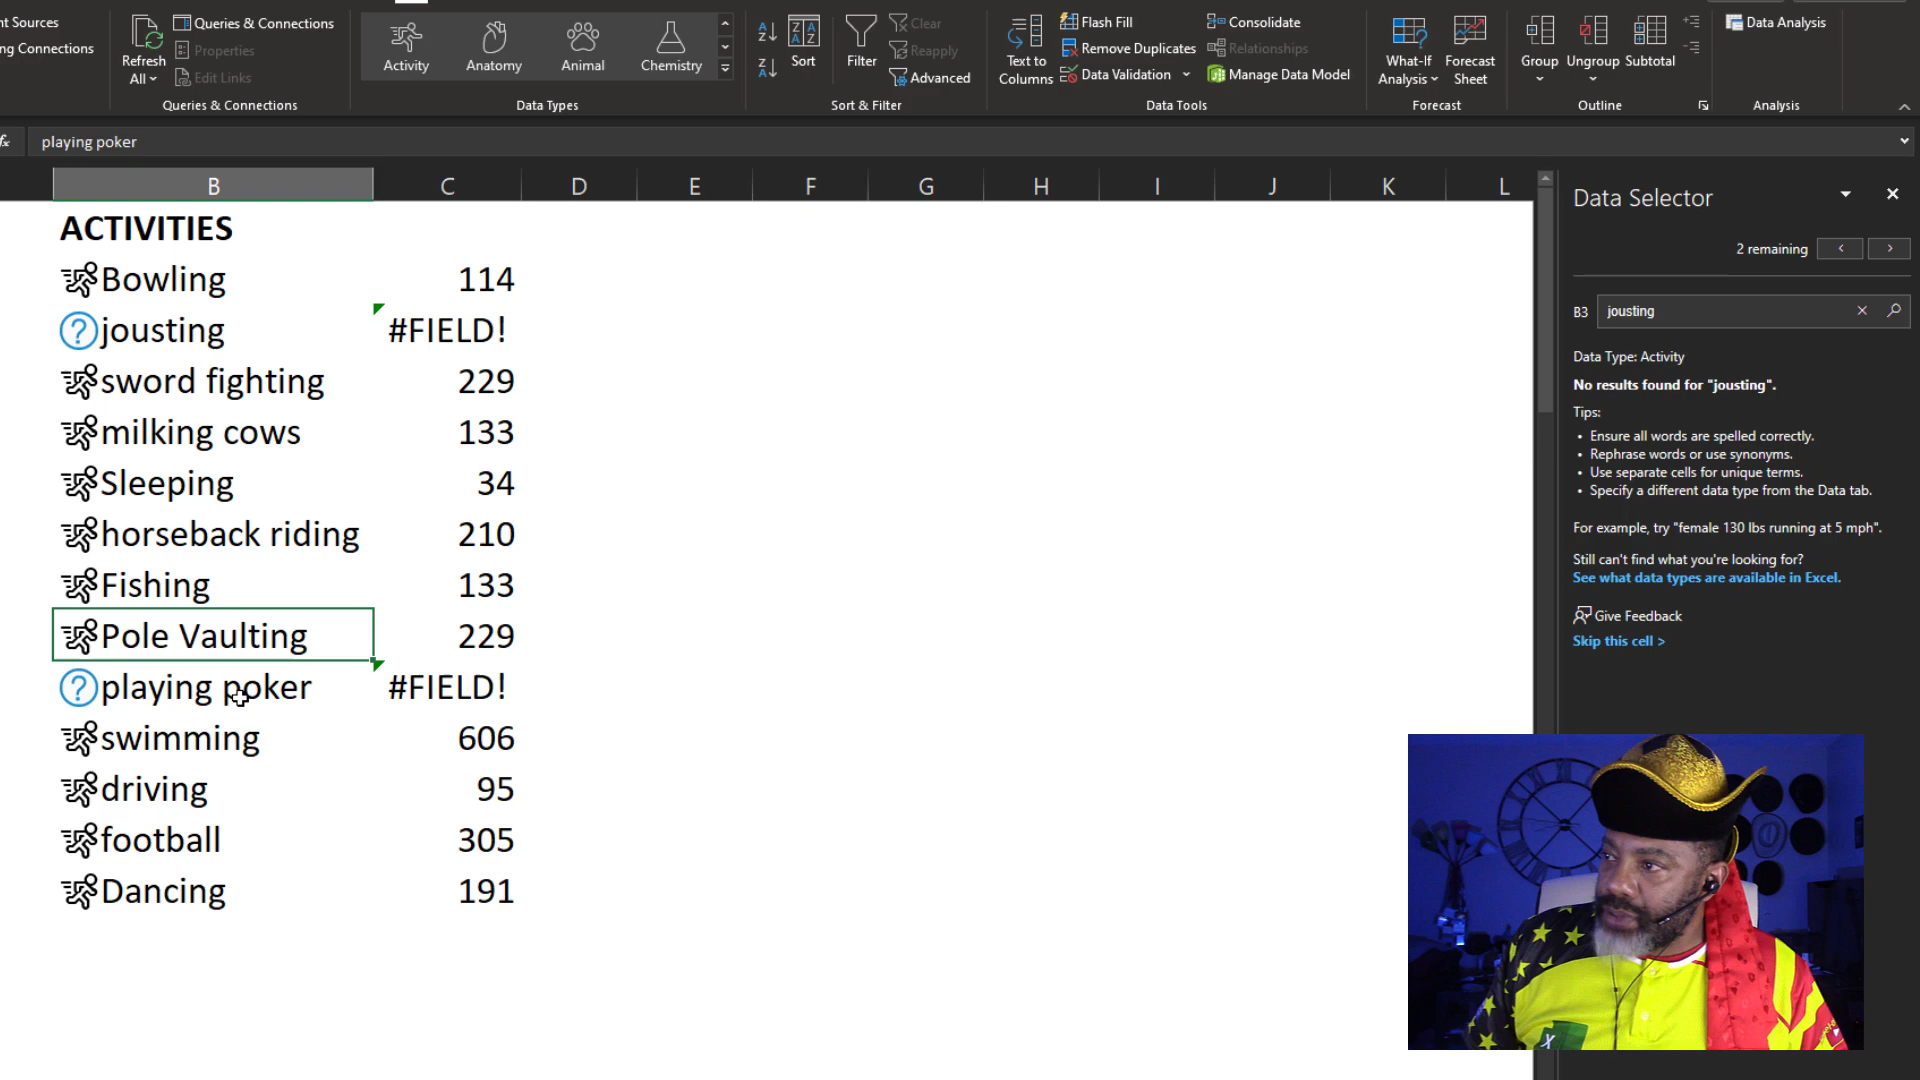 nt Sources
ng Connections
Refresh All
Queries & Connections
Properties
Edit Links
Queries & Connections
Activity
Anatomy
Animal
Chemistry
Data Types
Sort
Filter
Clear
Reapply
Advanced
Sort & Filter
Text to Columns
Flash Fill
Remove Duplicates
Data Validation
Consolidate
Relationships
Manage Data Model
Data Tools
What-If Analysis
Forecast Sheet
Forecast
Group
Ungroup
Subtotal
Outline
Data Analysis
Analysis
fx playing poker
B C D E F G H I J K L
ACTIVITIES
Bowling 114
jousting #FIELD!
sword fighting 229
milking cows 133
Sleeping 34
horseback riding 210
Fishing 133
Pole Vaulting 229
playing poker #FIELD!
swimming 606
driving 95
football 305
Dancing 191
Data Selector
2 remaining
B3 jousting
Data Type: Activity
No results found for "jousting".
Tips:
• Ensure all words are spelled correctly.
• Rephrase words or use synonyms.
• Use separate cells for unique terms.
• Specify a different data type from the Data tab.
For example, try "female 130 lbs running at 5 mph".
Still can't find what you're looking for?
See what data types are available in Excel.
Give Feedback
Skip this cell >